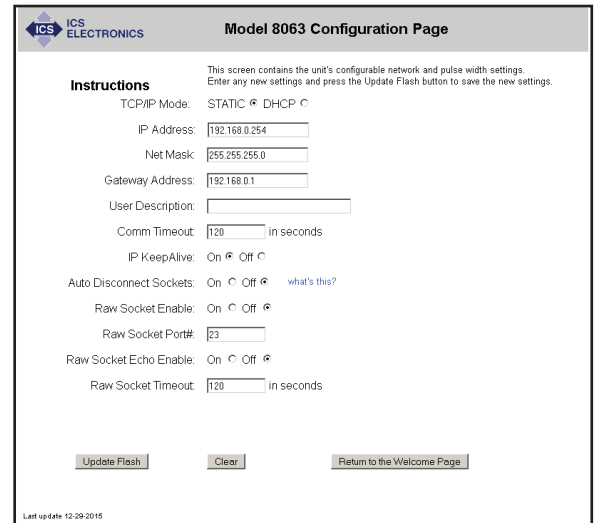 ICS
ICS
ELECTRONICS
Model 8063 Configuration Page
Instructions
This screen contains the unit's configurable network and pulse width settings.
Enter any new settings and press the Update Flash button to save the new settings.
TCP/IP Mode: STATIC DHCP
IP Address: 192.168.0.254
Net Mask: 255.255.255.0
Gateway Address: 192.168.0.1
User Description:
Comm Timeout: 120 in seconds
IP KeepAlive: On Off
Auto Disconnect Sockets: On Off what's this?
Raw Socket Enable: On Off
Raw Socket Port#: 23
Raw Socket Echo Enable: On Off
Raw Socket Timeout: 120 in seconds
Update Flash Clear Return to the Welcome Page
Last update 12-29-2015